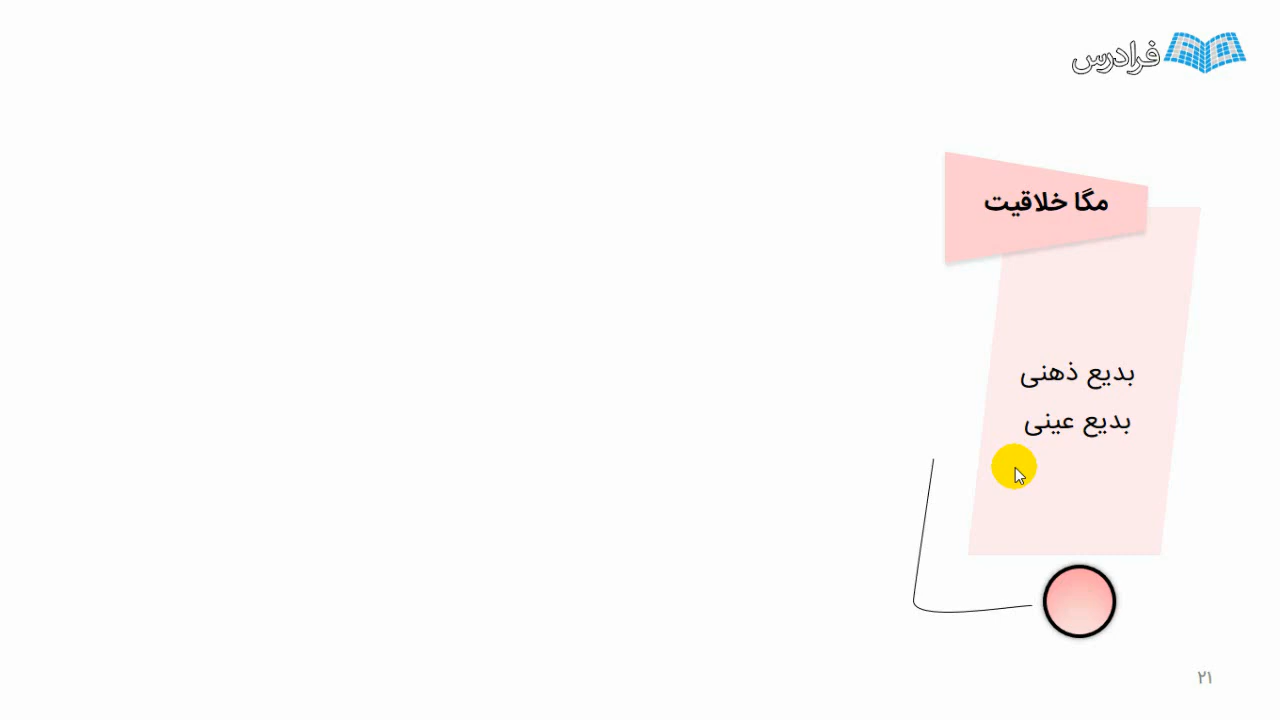 فرادرس
مگا خلاقیت
بدیع ذهنی
بدیع عینی
۲۱